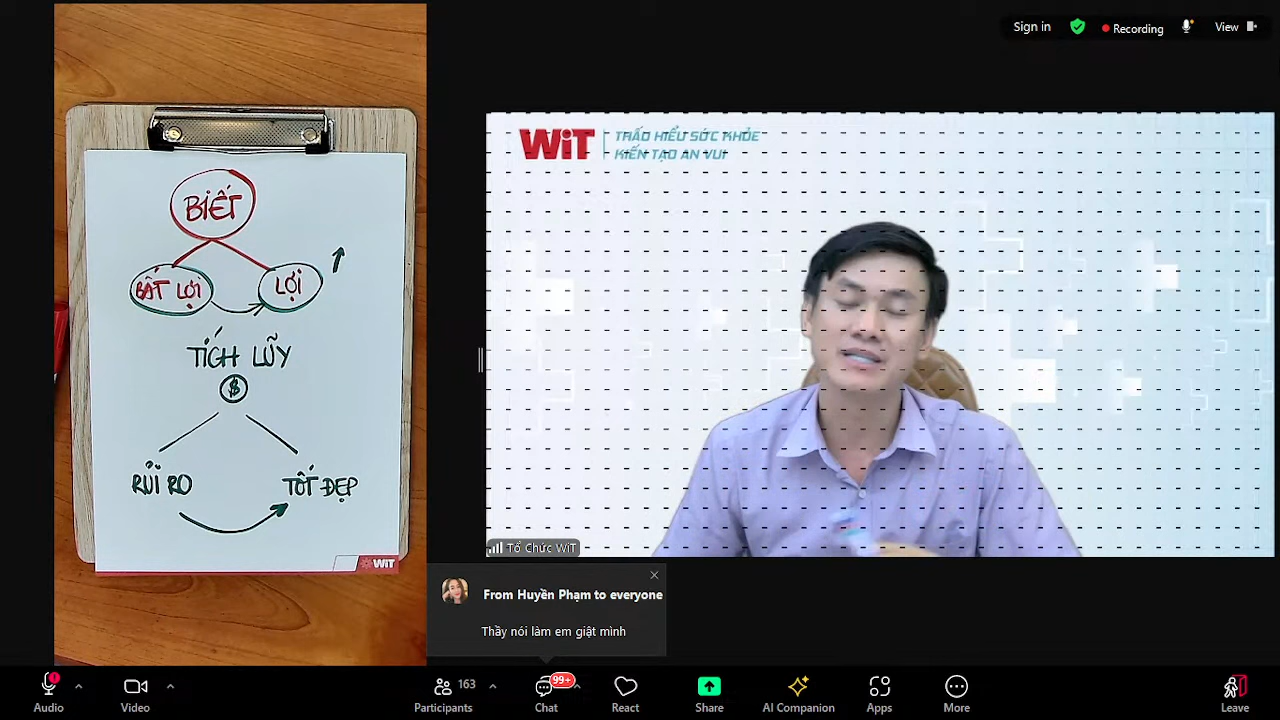 Sign in
Recording
View
BIẾT
BẤT LỢI
LỢI
TÍCH LŨY
$
RỦI RO
TỐT ĐẸP
WiT
WiT
THẤU HIỂU SỨC KHỎE
KIẾN TẠO AN VUI
Tổ Chức WiT
From Huyền Phạm to everyone
Thầy nói làm em giật mình
Audio
Video
163
Participants
99+
Chat
React
Share
AI Companion
Apps
More
Leave